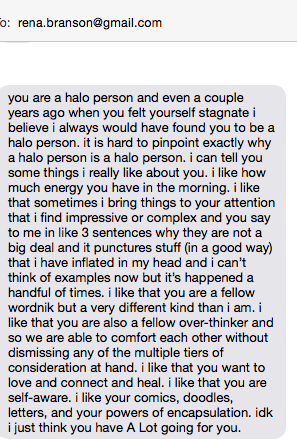 To: rena.branson@gmail.com
you are a halo person and even a couple
years ago when you felt yourself stagnate i
believe i always would have found you to be a
halo person. it is hard to pinpoint exactly why
a halo person is a halo person. i can tell you
some things i really like about you. i like how
much energy you have in the morning. i like
that sometimes i bring things to your attention
that i find impressive or complex and you say
to me in like 3 sentences why they are not a
big deal and it punctures stuff (in a good way)
that i have inflated in my head and i can't
think of examples now but it's happened a
handful of times. i like that you are a fellow
wordnik but a very different kind than i am. i
like that you are also a fellow over-thinker and
so we are able to comfort each other without
dismissing any of the multiple tiers of
consideration at hand. i like that you want to
love and connect and heal. i like that you are
self-aware. i like your comics, doodles,
letters, and your powers of encapsulation. idk
i just think you have A Lot going for you.